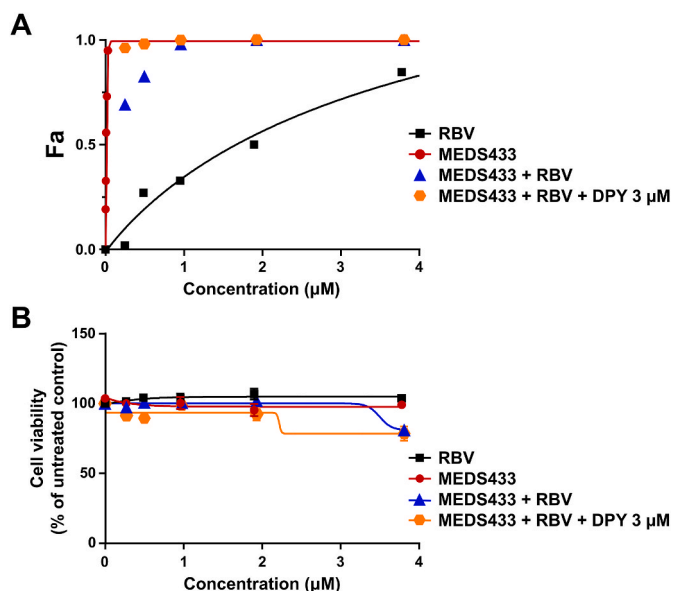 A
1.0
0.5
0.0
Fa
0
1
2
3
4
Concentration (µM)
RBV
MEDS433
MEDS433 + RBV
MEDS433 + RBV + DPY 3 µM
B
150
100
50
0
Cell viability
(% of untreated control)
0
1
2
3
4
Concentration (µM)
RBV
MEDS433
MEDS433 + RBV
MEDS433 + RBV + DPY 3 µM